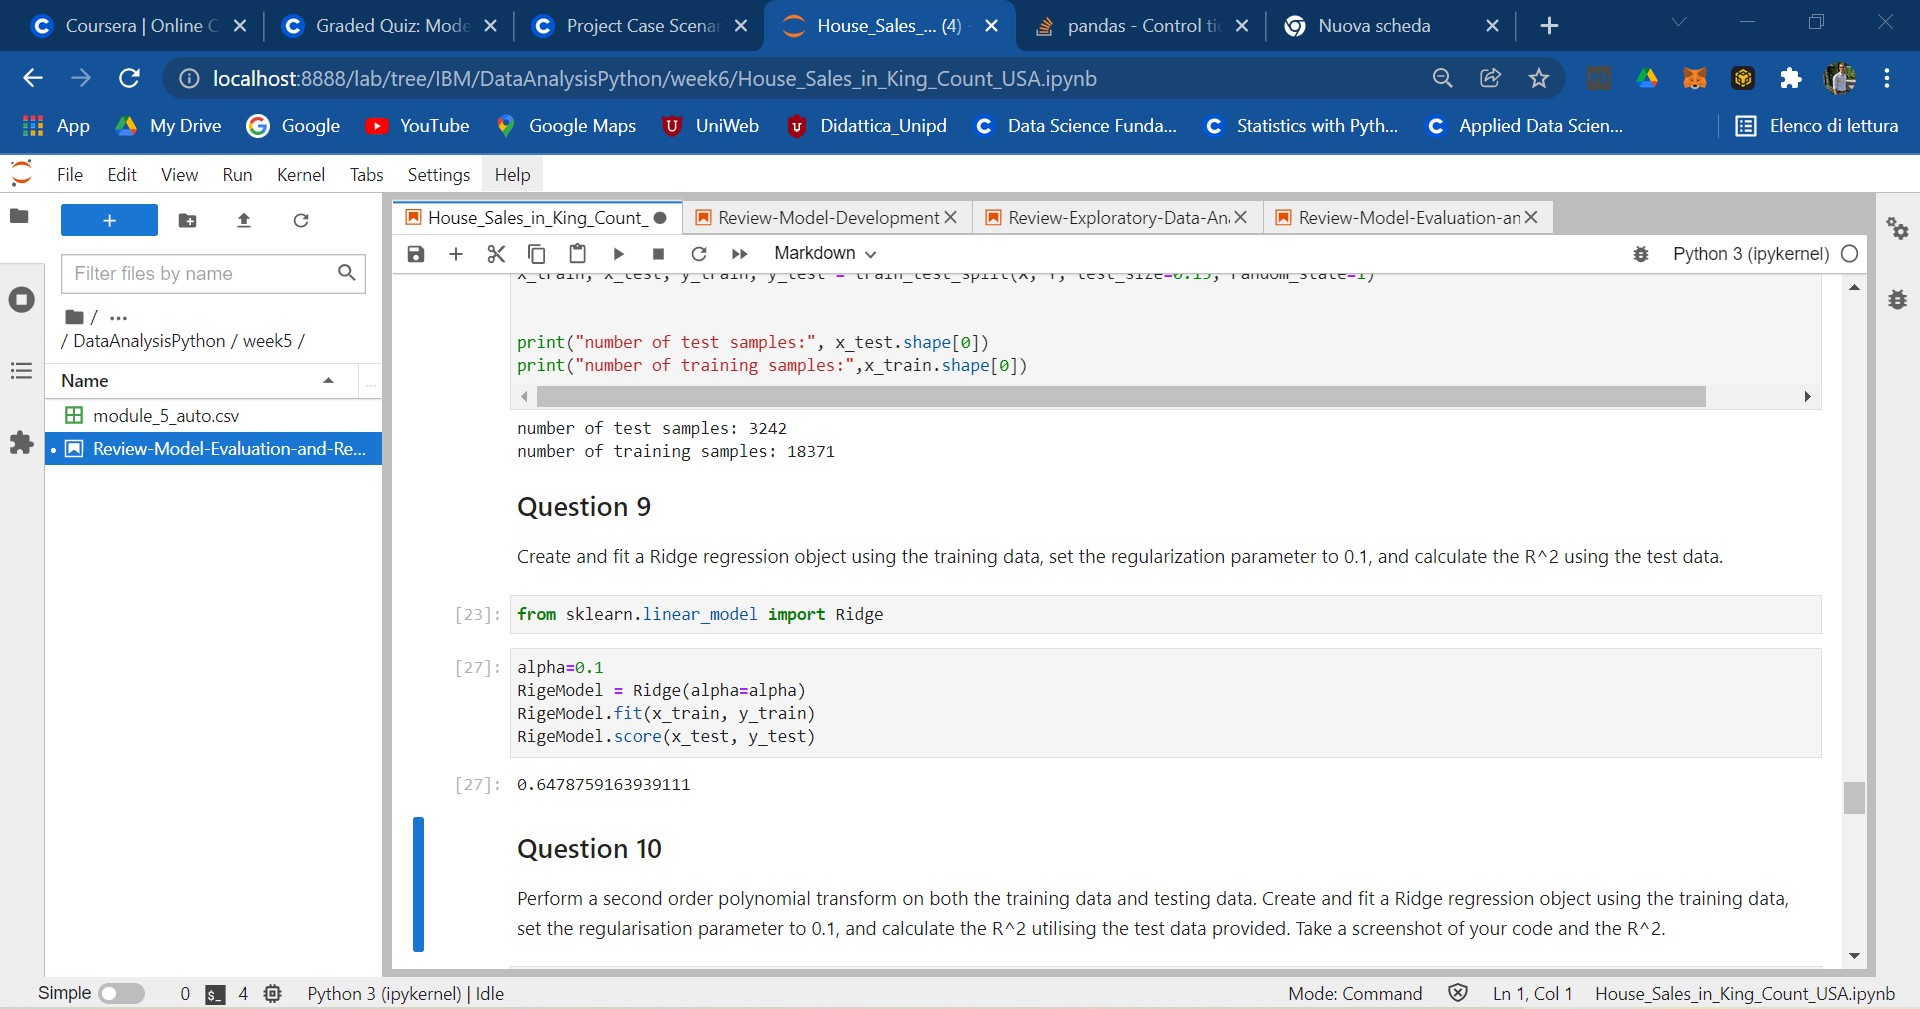 Coursera | Online C
Graded Quiz: Mode
Project Case Scenar
House_Sales_... (4)
pandas - Control tic
Nuova scheda
localhost:8888/lab/tree/IBM/DataAnalysisPython/week6/House_Sales_in_King_Count_USA.ipynb
App
My Drive
Google
YouTube
Google Maps
UniWeb
Didattica_Unipd
Data Science Funda...
Statistics with Pyth...
Applied Data Scien...
Elenco di lettura
File Edit View Run Kernel Tabs Settings Help
House_Sales_in_King_Count_
Review-Model-Development
Review-Exploratory-Data-An
Review-Model-Evaluation-an
Markdown
Python 3 (ipykernel)
Filter files by name
/ ...
/ DataAnalysisPython / week5 /
Name
...
module_5_auto.csv
Review-Model-Evaluation-and-Re...
x_train, x_test, y_train, y_test = train_test_split(x, Y, test_size=0.15, random_state=1)
print("number of test samples:", x_test.shape[0])
print("number of training samples:",x_train.shape[0])
number of test samples: 3242
number of training samples: 18371
Question 9
Create and fit a Ridge regression object using the training data, set the regularization parameter to 0.1, and calculate the R^2 using the test data.
[23]: from sklearn.linear_model import Ridge
[27]: alpha=0.1
RigeModel = Ridge(alpha=alpha)
RigeModel.fit(x_train, y_train)
RigeModel.score(x_test, y_test)
[27]: 0.6478759163939111
Question 10
Perform a second order polynomial transform on both the training data and testing data. Create and fit a Ridge regression object using the training data,
set the regularisation parameter to 0.1, and calculate the R^2 utilising the test data provided. Take a screenshot of your code and the R^2.
Simple
0
$_
4
Python 3 (ipykernel) | Idle
Mode: Command
Ln 1, Col 1
House_Sales_in_King_Count_USA.ipynb